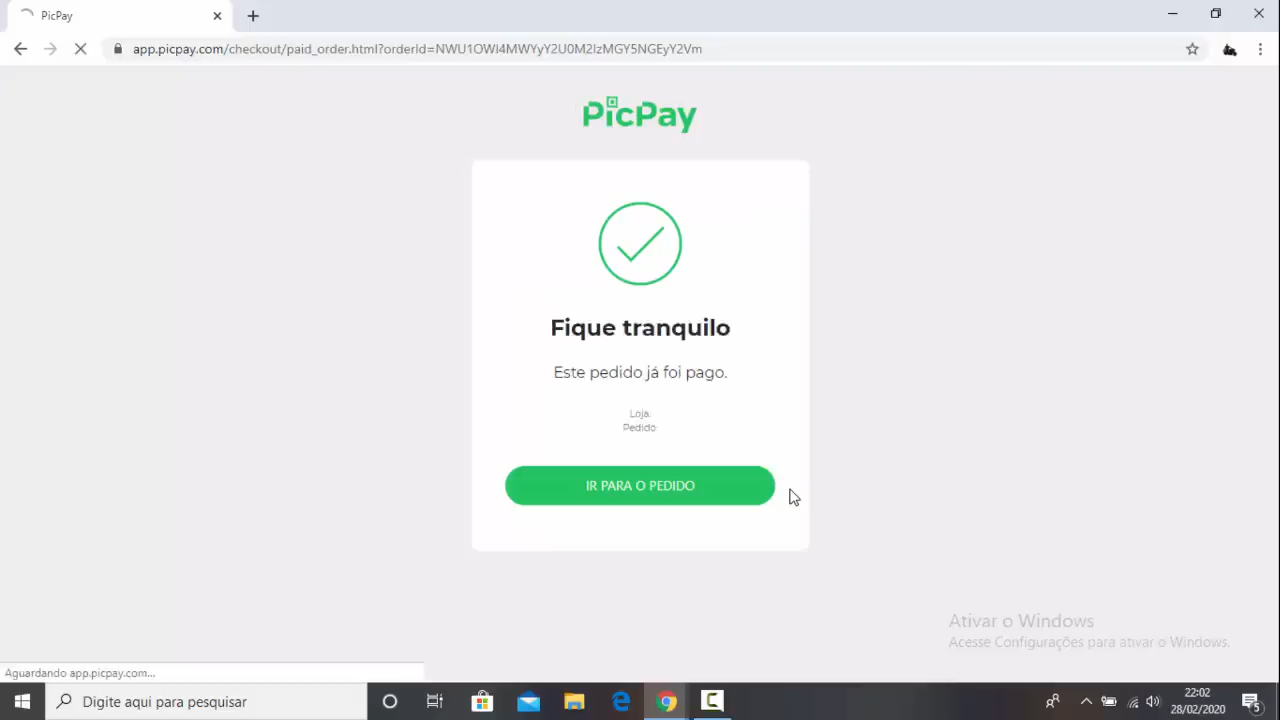 PicPay
app.picpay.com/checkout/paid_order.html?orderId=NWU1OWI4MWYyY2U0M2IzMGY5NGEyY2Vm
PicPay
Fique tranquilo
Este pedido já foi pago.
Loja:
Pedido:
IR PARA O PEDIDO
Ativar o Windows
Acesse Configurações para ativar o Windows.
Aguardando app.picpay.com...
Digite aqui para pesquisar
22:02
28/02/2020
5